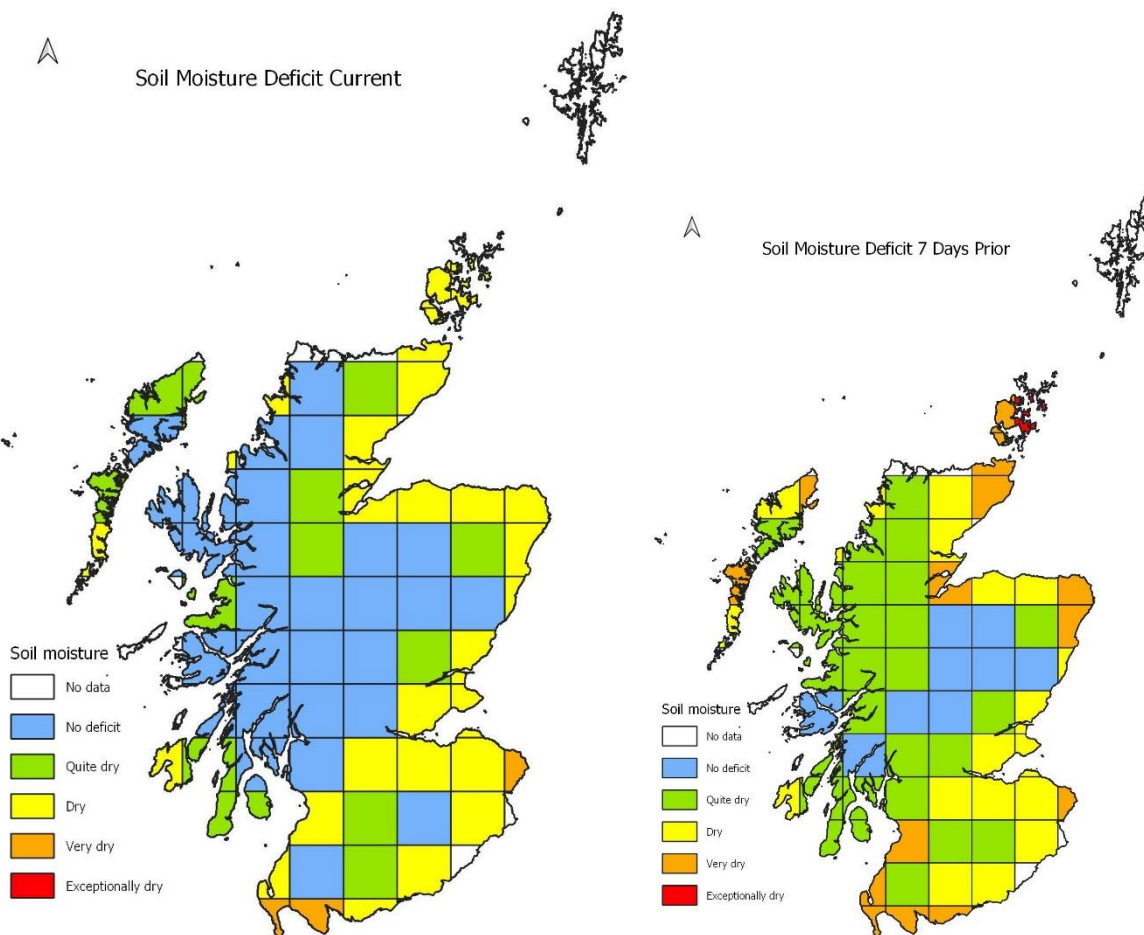 Soil Moisture Deficit Current
Soil moisture
No data
No deficit
Quite dry
Dry
Very dry
Exceptionally dry
Soil Moisture Deficit 7 Days Prior
Soil moisture
No data
No deficit
Quite dry
Dry
Very dry
Exceptionally dry